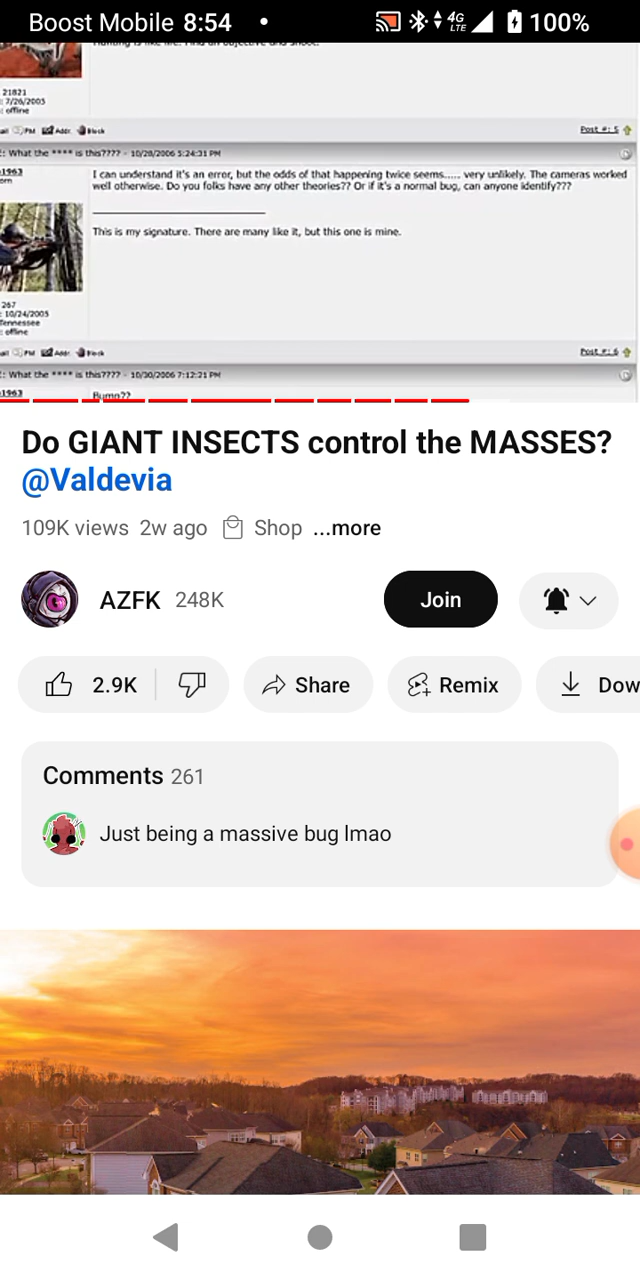 Boost Mobile 8:54
4G
LTE
100%
21821
: 7/26/2005
: offline
Post #: 5
: What the **** is this???? - 10/28/2006 5:24:31 PM
1963
I can understand it's an error, but the odds of that happening twice seems..... very unlikely. The cameras worked
well otherwise. Do you folks have any other theories?? Or if it's a normal bug, can anyone identify???
This is my signature. There are many like it, but this one is mine.
267
: 10/24/2005
Tennessee
: offline
Post #: 6
: What the **** is this???? - 10/30/2006 7:12:21 PM
1963
Bump??
Do GIANT INSECTS control the MASSES?
@Valdevia
109K views 2w ago Shop ...more
AZFK 248K
Join
2.9K
Share
Remix
Dow
Comments 261
Just being a massive bug lmao